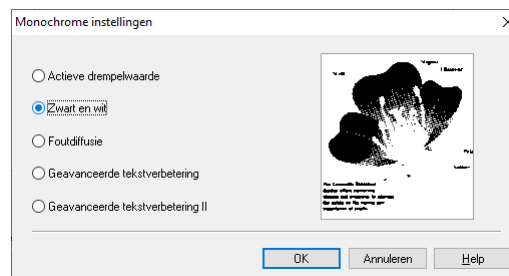 Monochrome instellingen
Actieve drempelwaarde
Zwart en wit
Foutdiffusie
Geavanceerde tekstverbetering
Geavanceerde tekstverbetering II
OK
Annuleren
Help